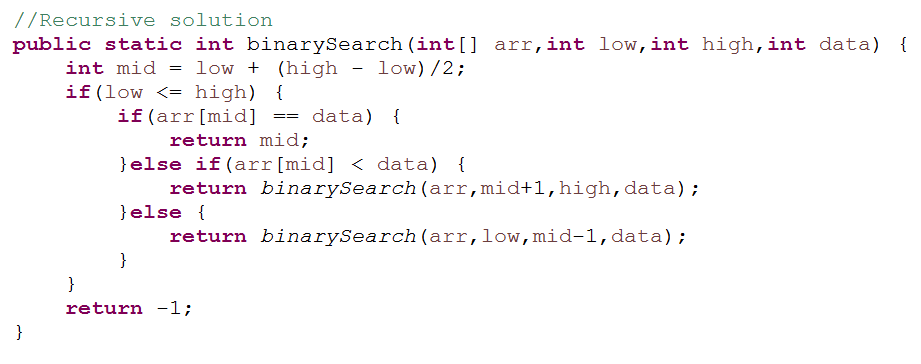 //Recursive solution
public static int binarySearch(int[] arr,int low,int high,int data) {
    int mid = low + (high - low)/2;
    if(low <= high) {
        if(arr[mid] == data) {
            return mid;
        }else if(arr[mid] < data) {
            return binarySearch(arr,mid+1,high,data);
        }else {
            return binarySearch(arr,low,mid-1,data);
        }
    }
    return -1;
}